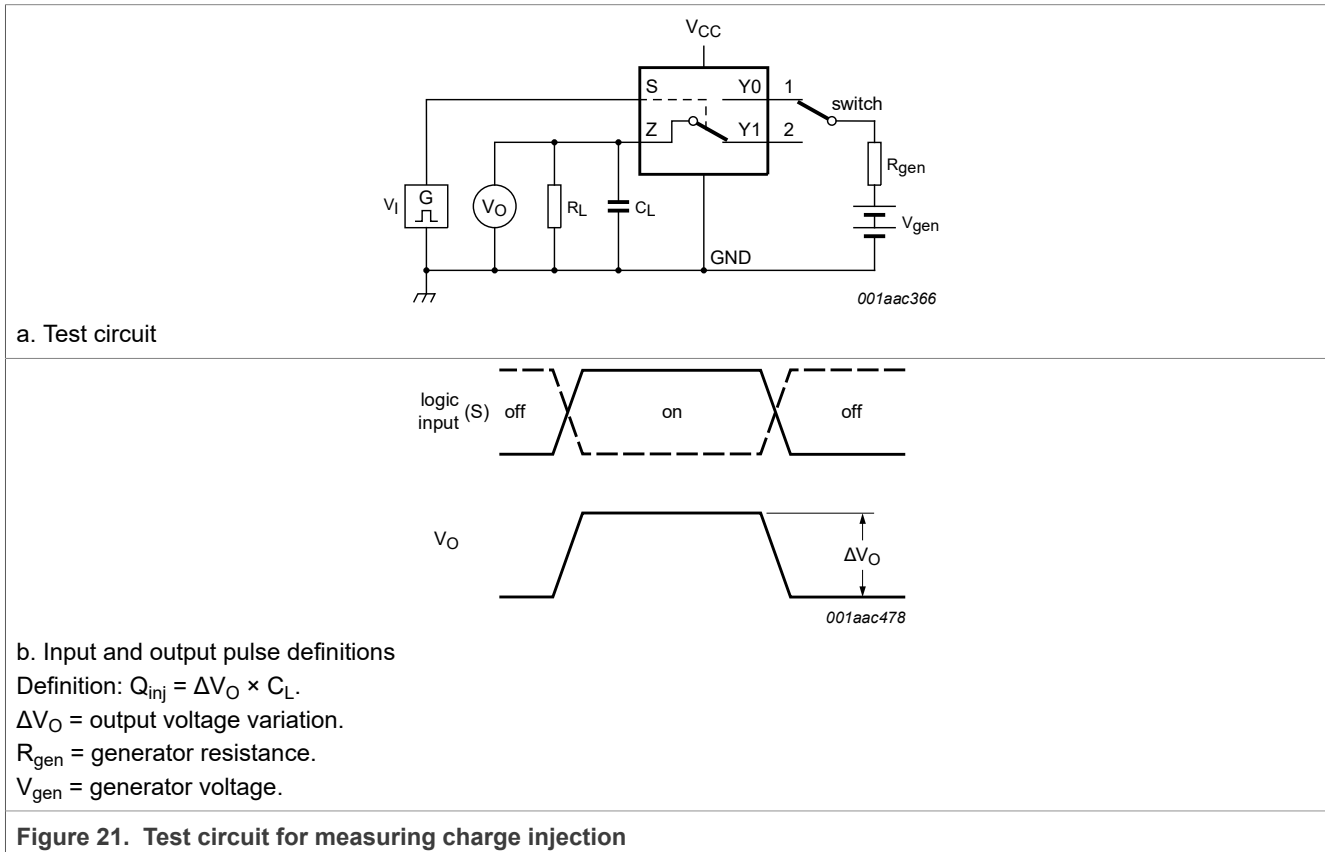 VCC
S Y0 1
switch
Z Y1 2
Rgen
VI G VO RL CL Vgen
GND
001aac366
a. Test circuit
logic
input (S) off on off
VO
ΔVO
001aac478
b. Input and output pulse definitions
Definition: Qinj = ΔVO × CL.
ΔVO = output voltage variation.
Rgen = generator resistance.
Vgen = generator voltage.
Figure 21. Test circuit for measuring charge injection